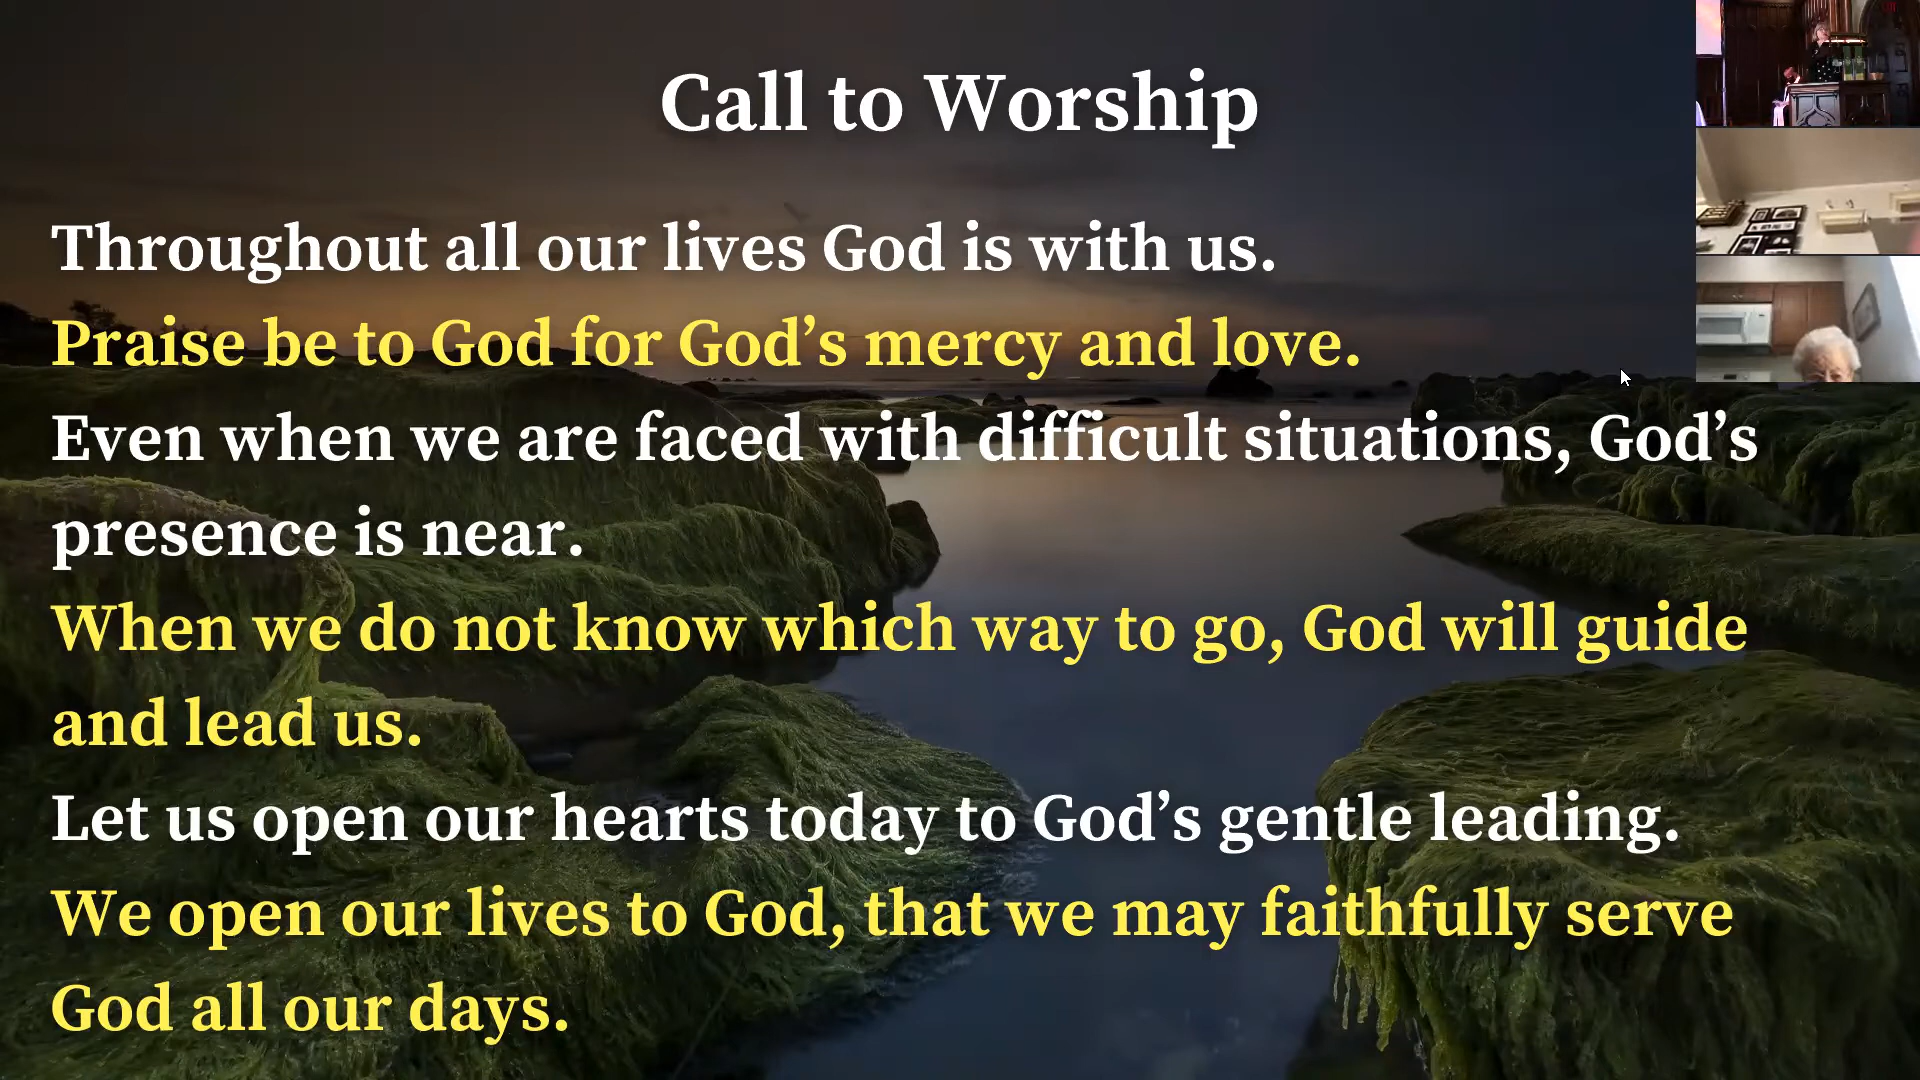 Call to Worship
Throughout all our lives God is with us.
Praise be to God for God’s mercy and love.
Even when we are faced with difficult situations, God’s
presence is near.
When we do not know which way to go, God will guide
and lead us.
Let us open our hearts today to God’s gentle leading.
We open our lives to God, that we may faithfully serve
God all our days.